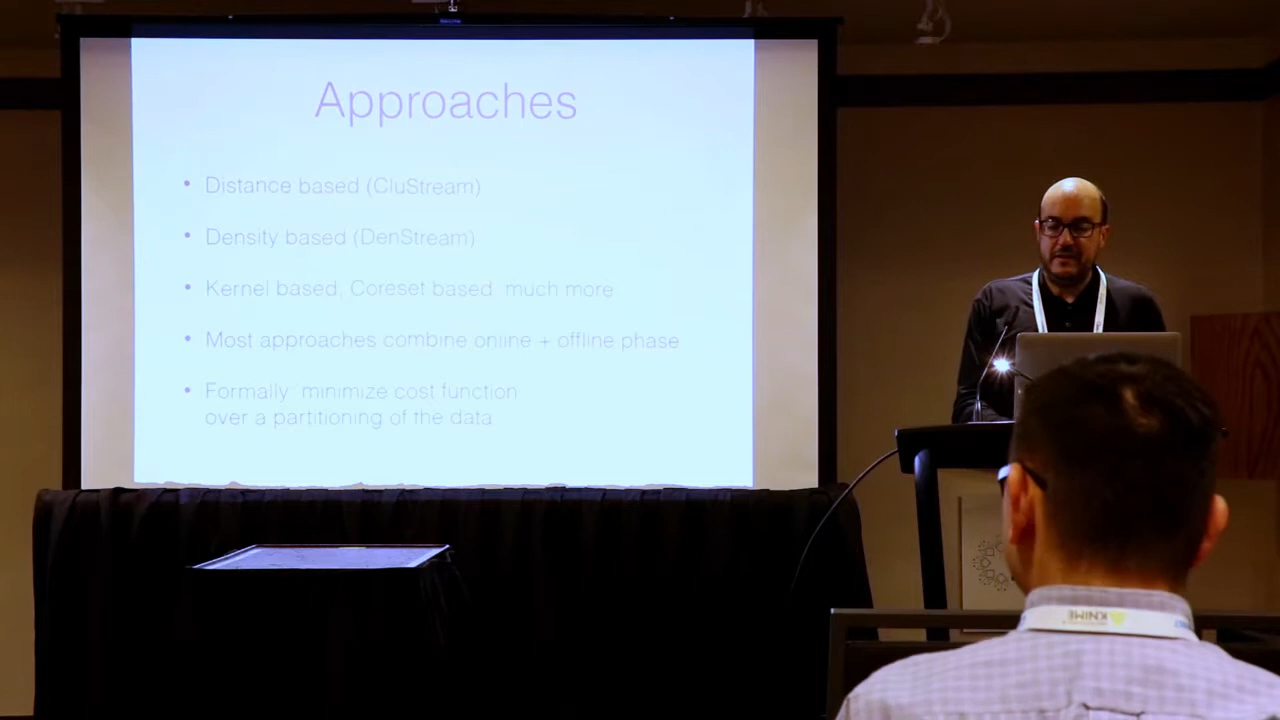 Approaches
• Distance based (CluStream)
• Density based (DenStream)
• Kernel based, Coreset based much more
• Most approaches combine online + offline phase
• Formally minimize cost function
over a partitioning of the data
KNIME